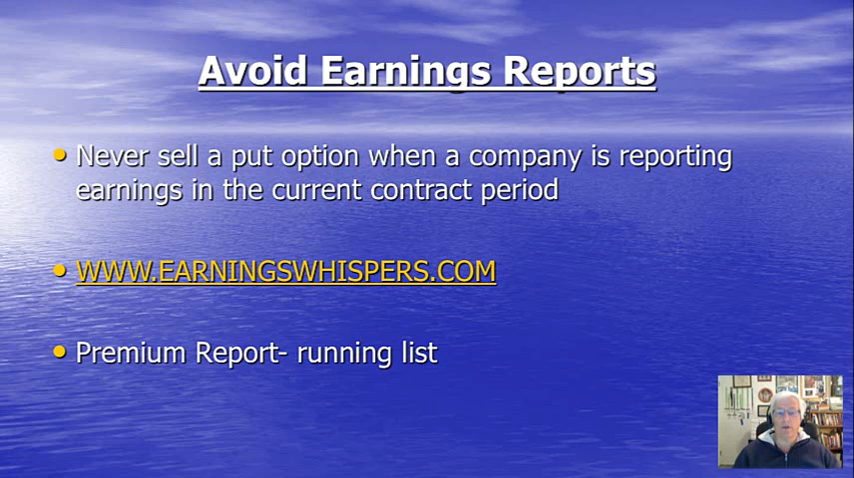 Avoid Earnings Reports
Never sell a put option when a company is reporting
earnings in the current contract period
WWW.EARNINGSWHISPERS.COM
Premium Report- running list